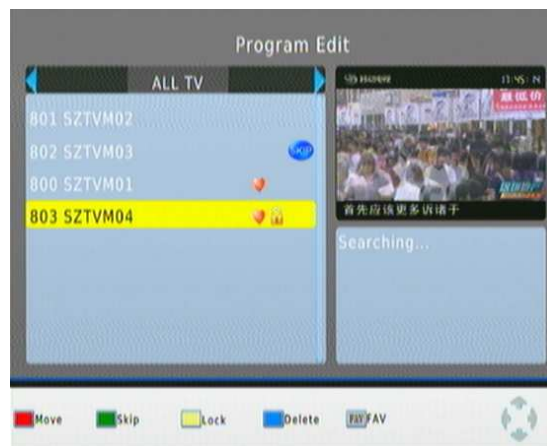 Program Edit
ALL TV
801 SZTVM02
802 SZTVM03
SKIP
800 SZTVM01
803 SZTVM04
首先应该更多诉诸于
Searching...
Move
Skip
Lock
Delete
FAV FAV